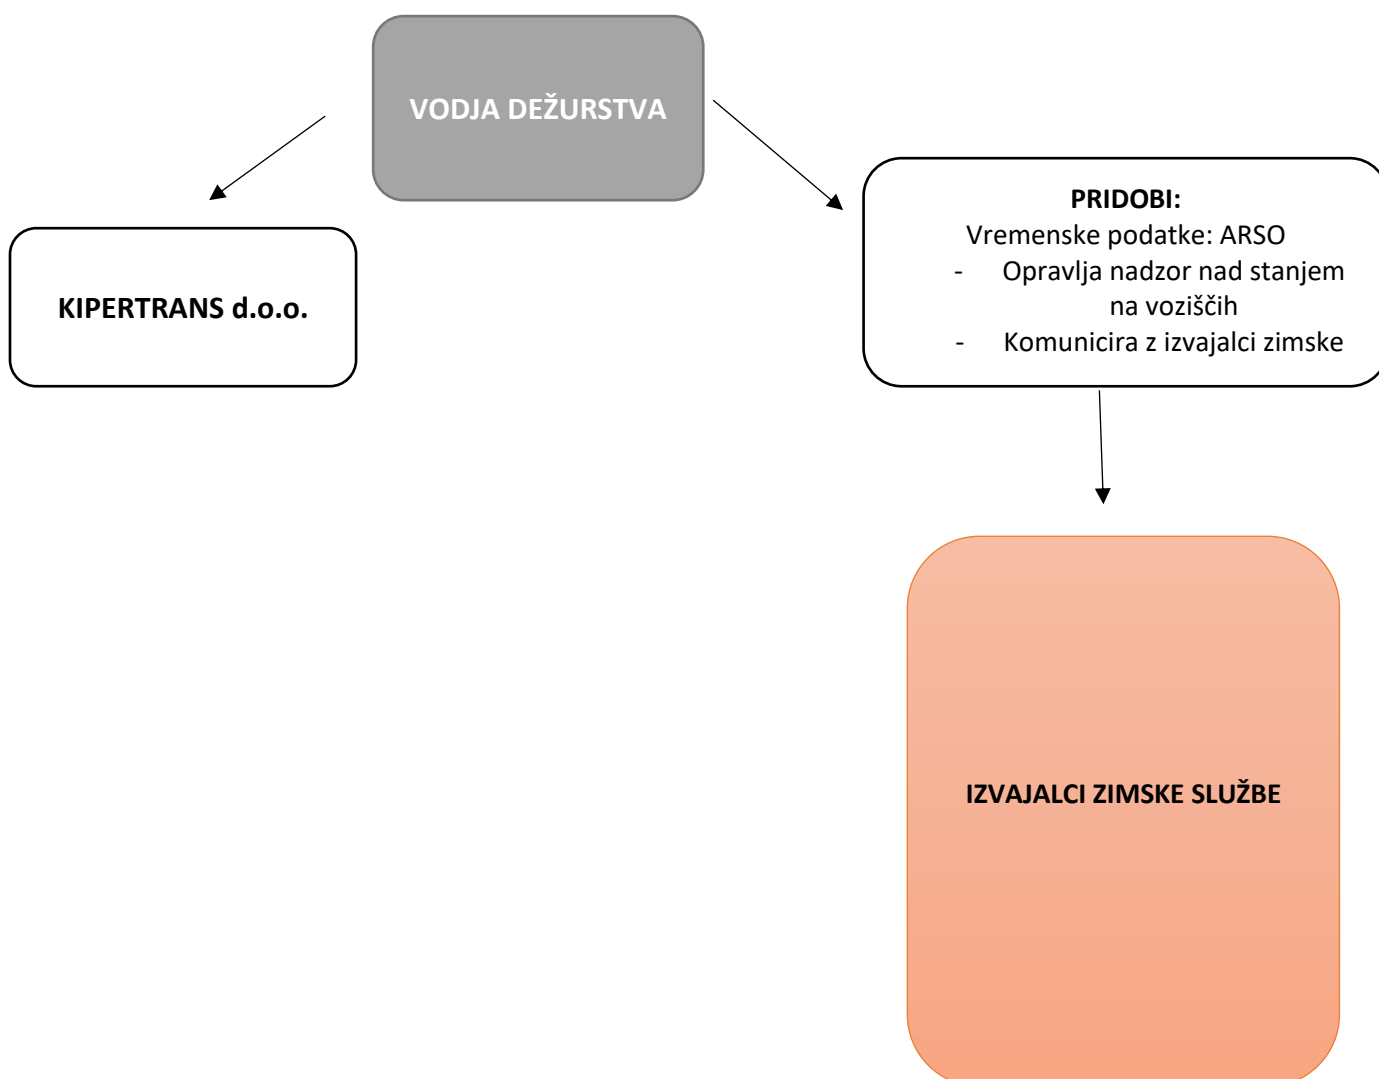 VODJA DEŽURSTVA
KIPERTRANS d.o.o.
PRIDOBI:
Vremenske podatke: ARSO
- Opravlja nadzor nad stanjem
na voziščih
- Komunicira z izvajalci zimske
IZVAJALCI ZIMSKE SLUŽBE